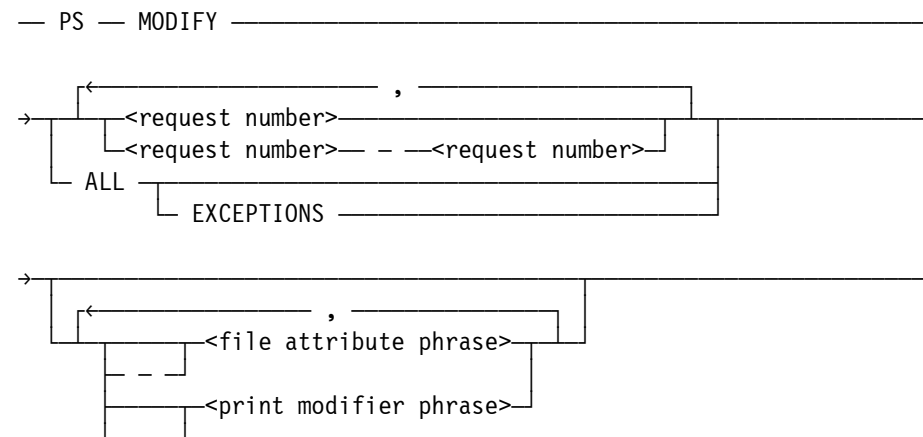 PS — MODIFY
,
<request number>
<request number> — - — <request number>
ALL
EXCEPTIONS
,
<file attribute phrase>
-
<print modifier phrase>